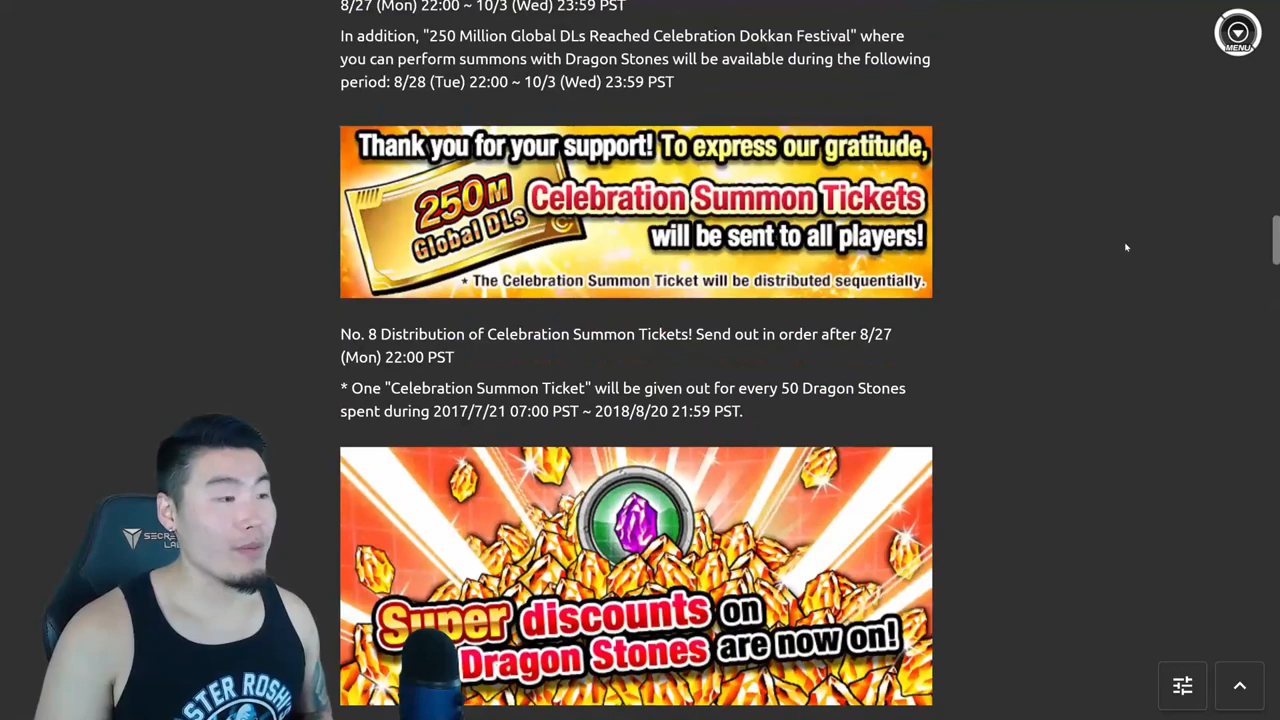 8/27 (Mon) 22:00 ~ 10/3 (Wed) 23:59 PST
In addition, "250 Million Global DLs Reached Celebration Dokkan Festival" where
you can perform summons with Dragon Stones will be available during the following
period: 8/28 (Tue) 22:00 ~ 10/3 (Wed) 23:59 PST
MENU
Thank you for your support! To express our gratitude,
250M
Global DLs
Celebration Summon Tickets
will be sent to all players!
* The Celebration Summon Ticket will be distributed sequentially.
No. 8 Distribution of Celebration Summon Tickets! Send out in order after 8/27
(Mon) 22:00 PST
* One "Celebration Summon Ticket" will be given out for every 50 Dragon Stones
spent during 2017/7/21 07:00 PST ~ 2018/8/20 21:59 PST.
Super discounts on
Dragon Stones are now on!